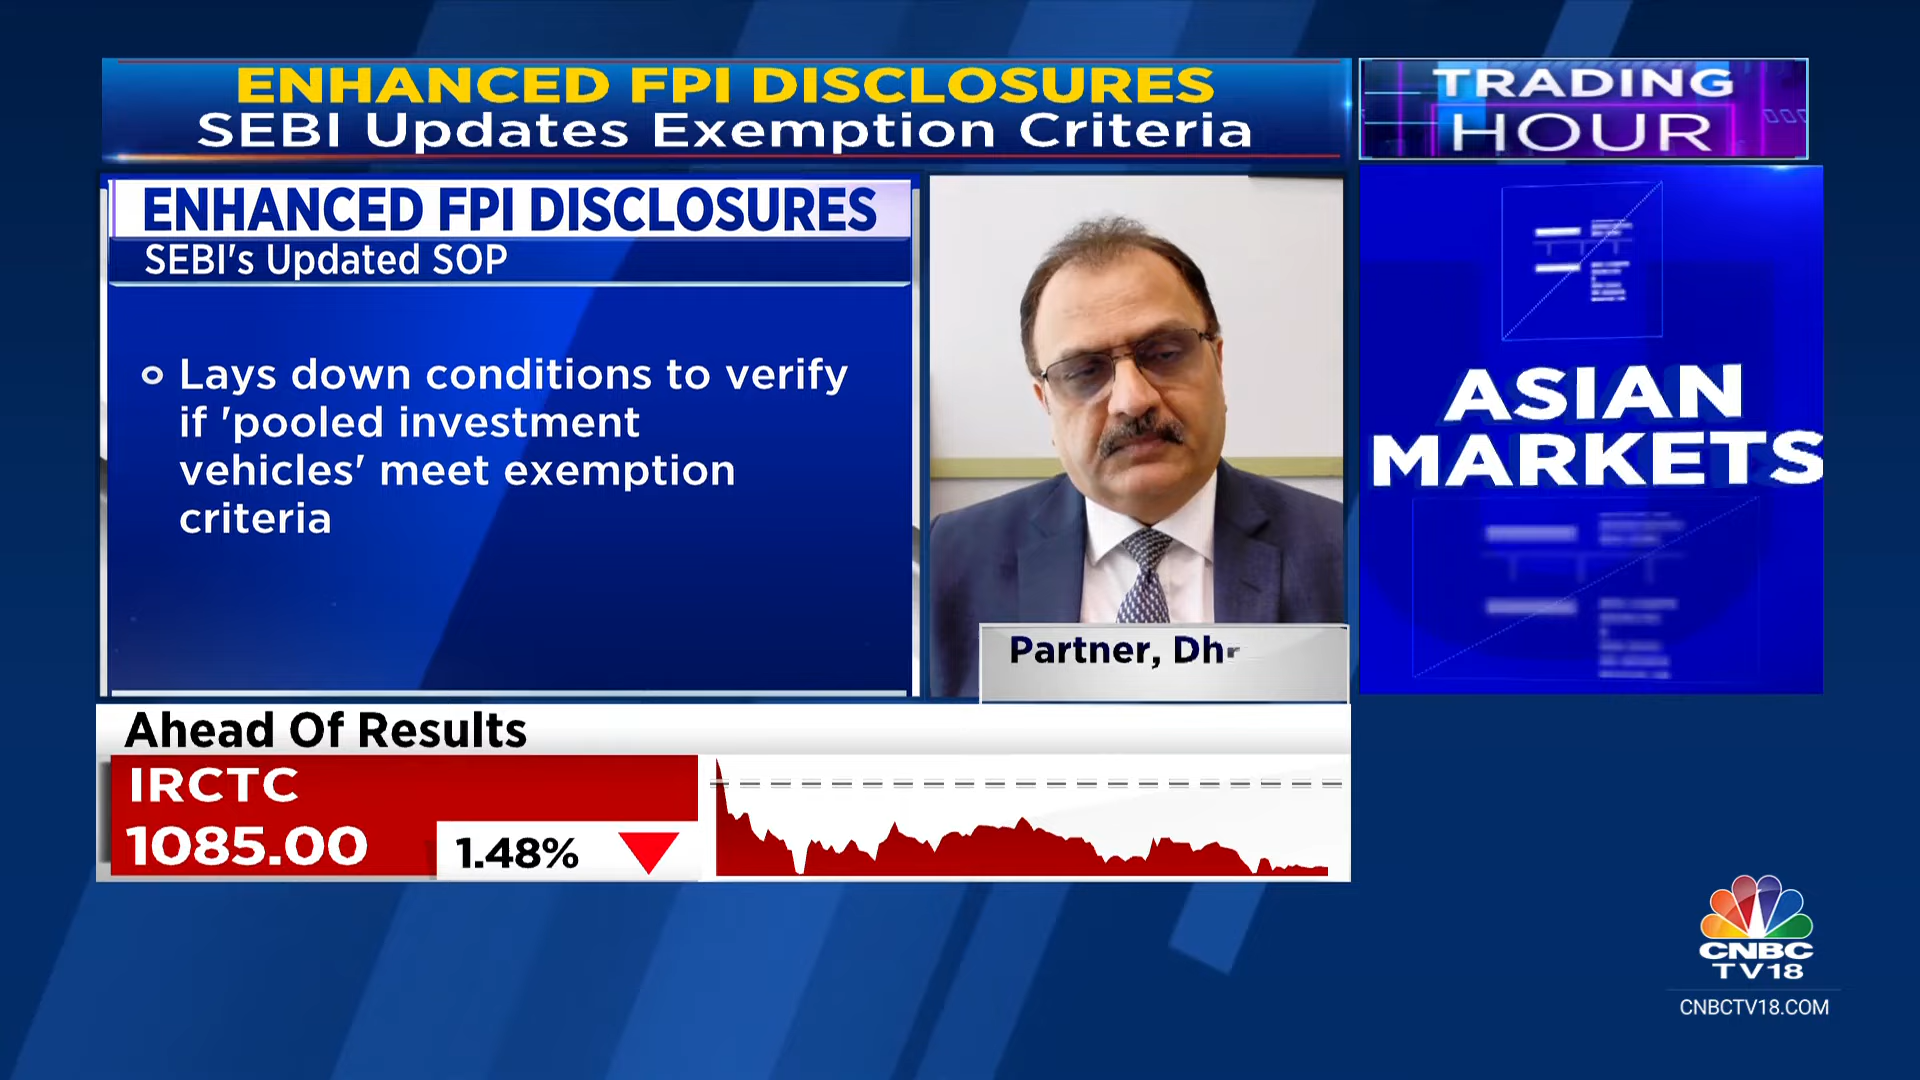 ENHANCED FPI DISCLOSURES
SEBI Updates Exemption Criteria
TRADING
HOUR
ENHANCED FPI DISCLOSURES
SEBI's Updated SOP
Lays down conditions to verify
if 'pooled investment
vehicles' meet exemption
criteria
Partner, Dhr
ASIAN
MARKETS
Ahead Of Results
IRCTC
1085.00
1.48%
CNBC
TV18
CNBCTV18.COM